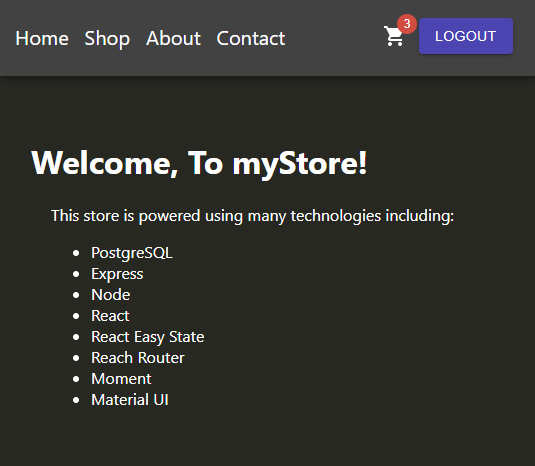 Home Shop About Contact 3 LOGOUT
Welcome, To myStore!
This store is powered using many technologies including:
PostgreSQL
Express
Node
React
React Easy State
Reach Router
Moment
Material UI